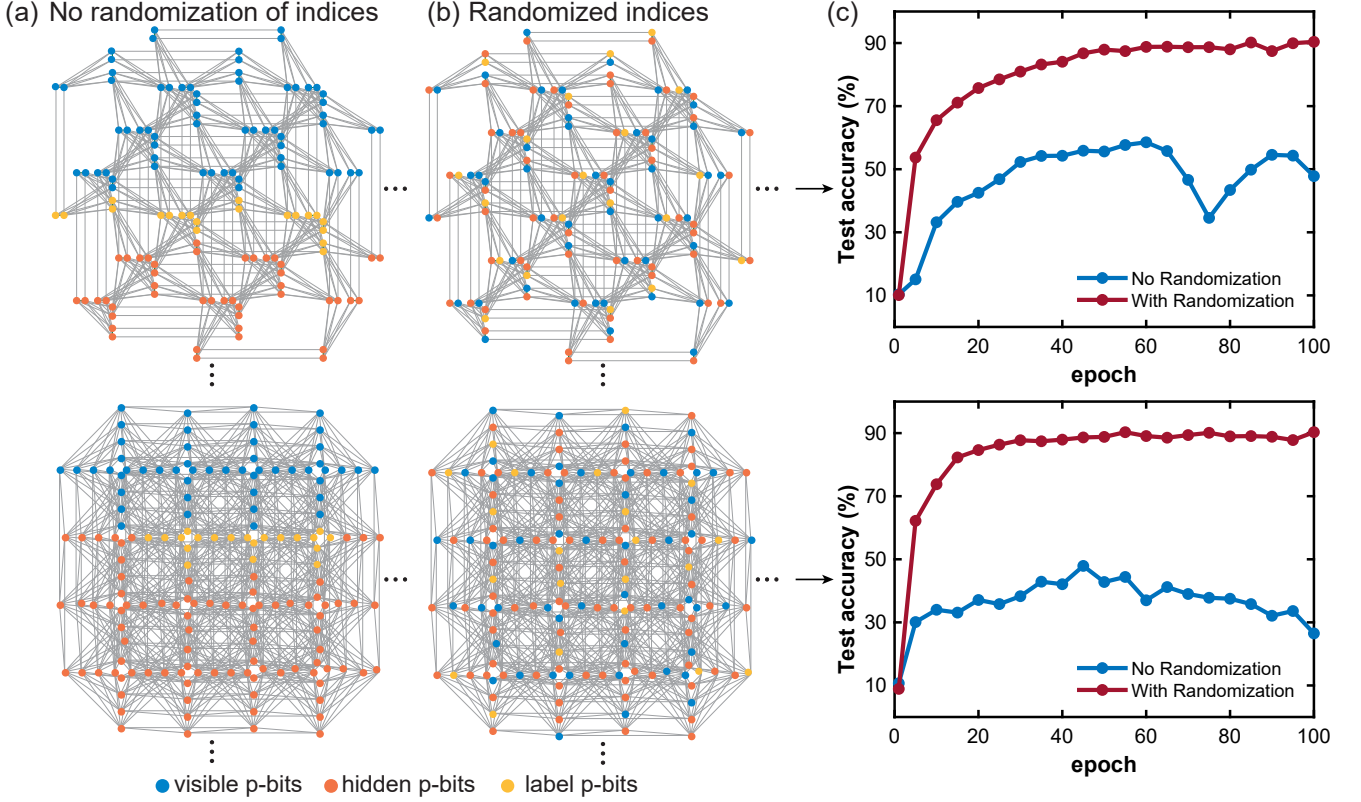 (a) No randomization of indices
(b) Randomized indices
(c)
90
70
50
30
10
Test accuracy (%)
No Randomization
With Randomization
0 20 40 60 80 100
epoch
90
70
50
30
10
Test accuracy (%)
No Randomization
With Randomization
0 20 40 60 80 100
epoch
visible p-bits hidden p-bits label p-bits